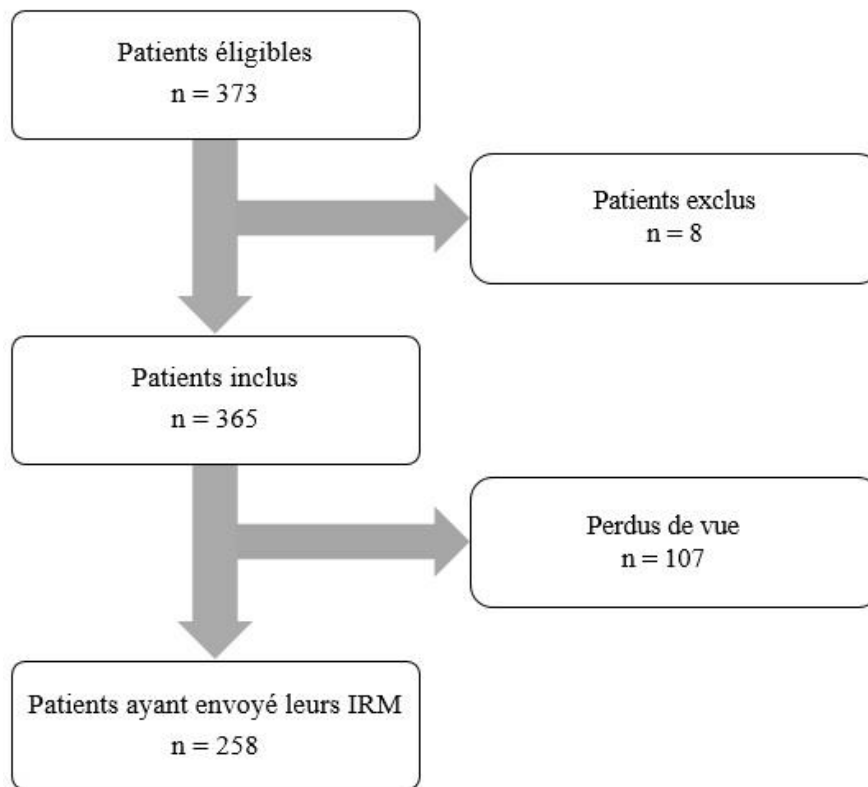 Patients éligibles
n = 373
Patients exclus
n = 8
Patients inclus
n = 365
Perdus de vue
n = 107
Patients ayant envoyé leurs IRM
n = 258